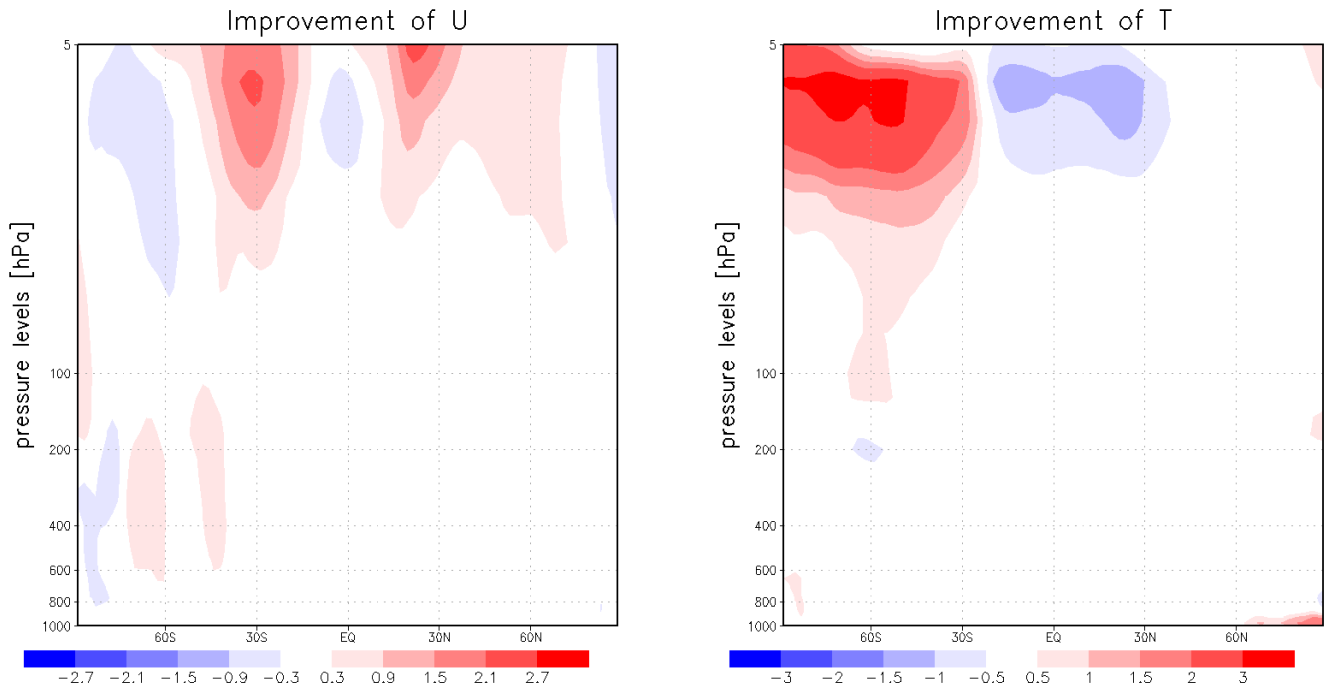 Improvement of U
5
100
200
400
600
800
1000
pressure levels [hPa]
60S 30S EQ 30N 60N
−2.7 −2.1 −1.5 −0.9 −0.3 0.3 0.9 1.5 2.1 2.7
Improvement of T
5
100
200
400
600
800
1000
pressure levels [hPa]
60S 30S EQ 30N 60N
−3 −2 −1.5 −1 −0.5 0.5 1 1.5 2 3